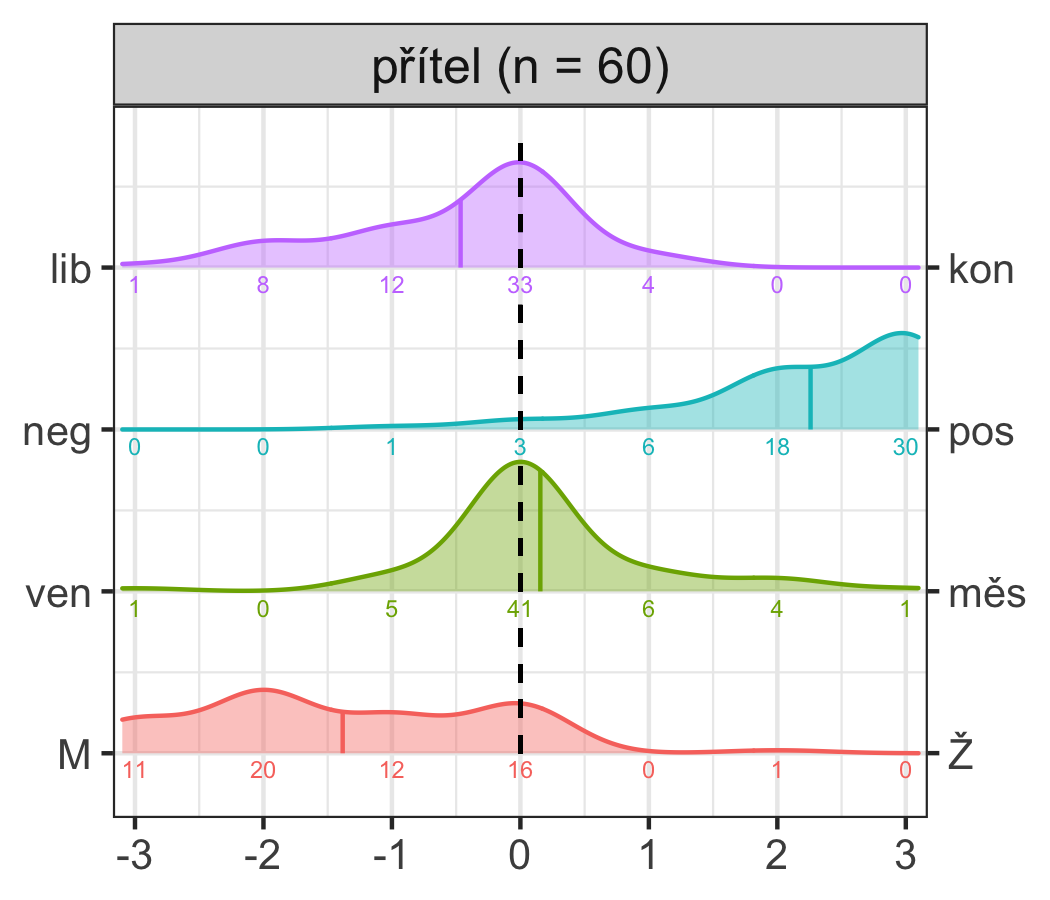 přítel (n = 60)
lib kon
1 8 12 33 4 0 0
neg pos
0 0 1 3 6 18 30
ven měs
1 0 5 41 6 4 1
M Ž
11 20 12 16 0 1 0
-3 -2 -1 0 1 2 3